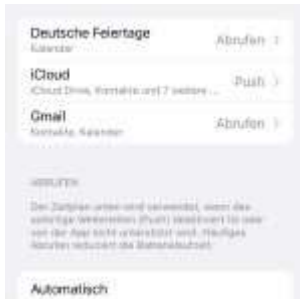 Deutsche Feiertage
Abrufen
Kalender
iCloud
Push
iCloud Drive, Kontakte und 7 weitere ...
Gmail
Abrufen
Kontakte, Kalender
ABRUFEN
Der Zeitplan unten wird verwendet, wenn das
sofortige Weiterleiten (Push) deaktiviert ist oder
von der App nicht unterstützt wird. Häufiges
Abrufen reduziert die Batterielaufzeit.
Automatisch